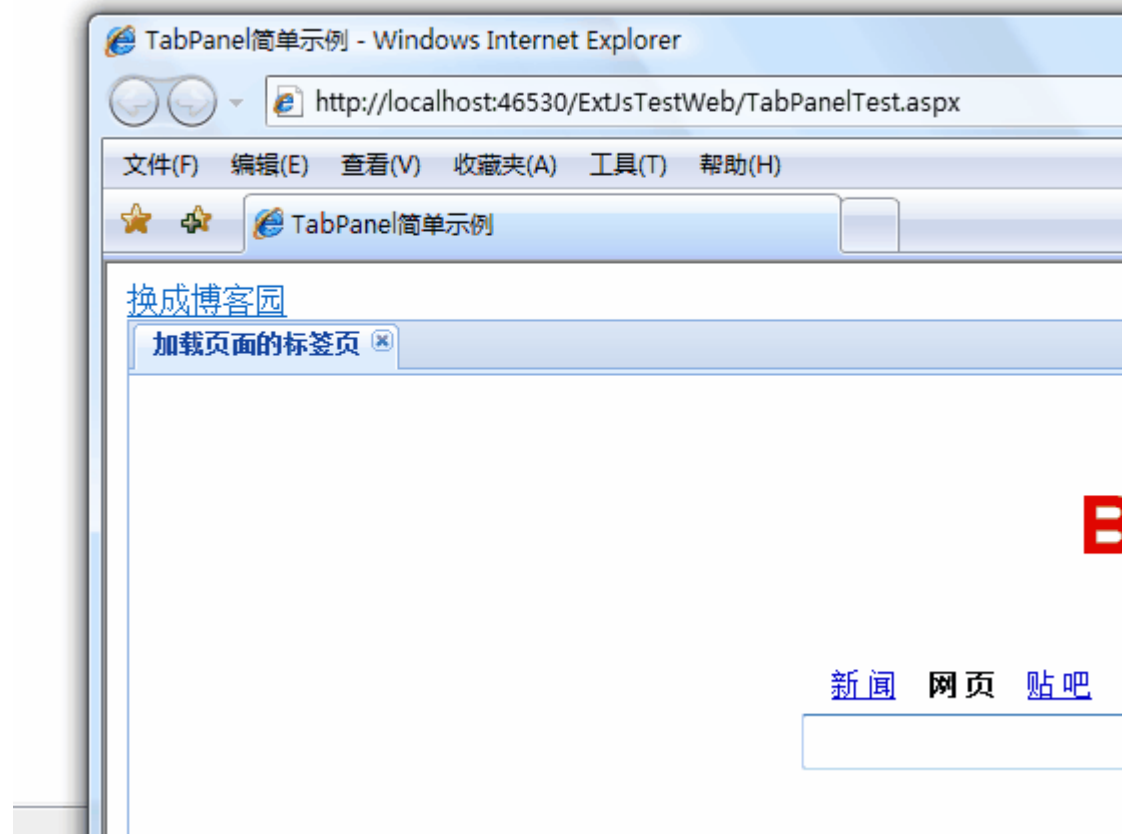 TabPanel简单示例 - Windows Internet Explorer
http://localhost:46530/ExtJsTestWeb/TabPanelTest.aspx
文件(F) 编辑(E) 查看(V) 收藏夹(A) 工具(T) 帮助(H)
TabPanel简单示例
换成博客园
加载页面的标签页
B
新闻 网页 贴吧